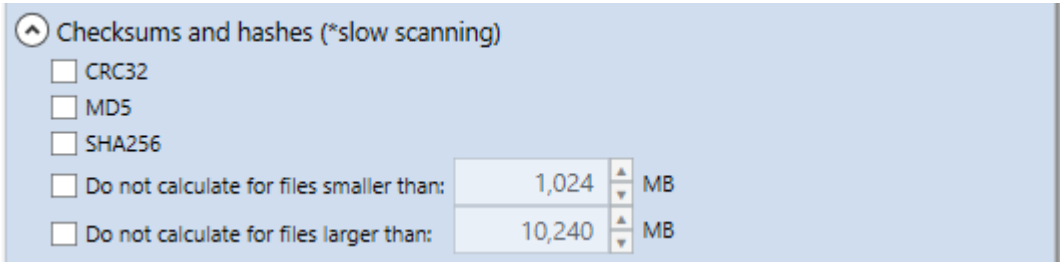 Checksums and hashes (*slow scanning)
CRC32
MD5
SHA256
Do not calculate for files smaller than: 1,024 MB
Do not calculate for files larger than: 10,240 MB